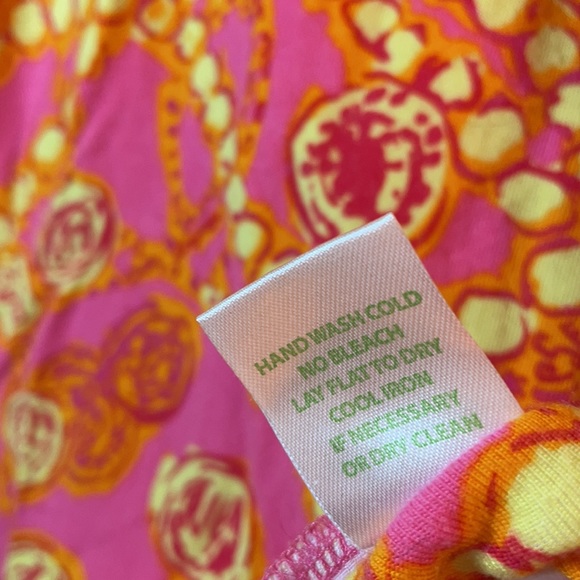 HAND WASH COLD
NO BLEACH
LAY FLAT TO DRY
COOL IRON
IF NECESSARY
OR DRY CLEAN